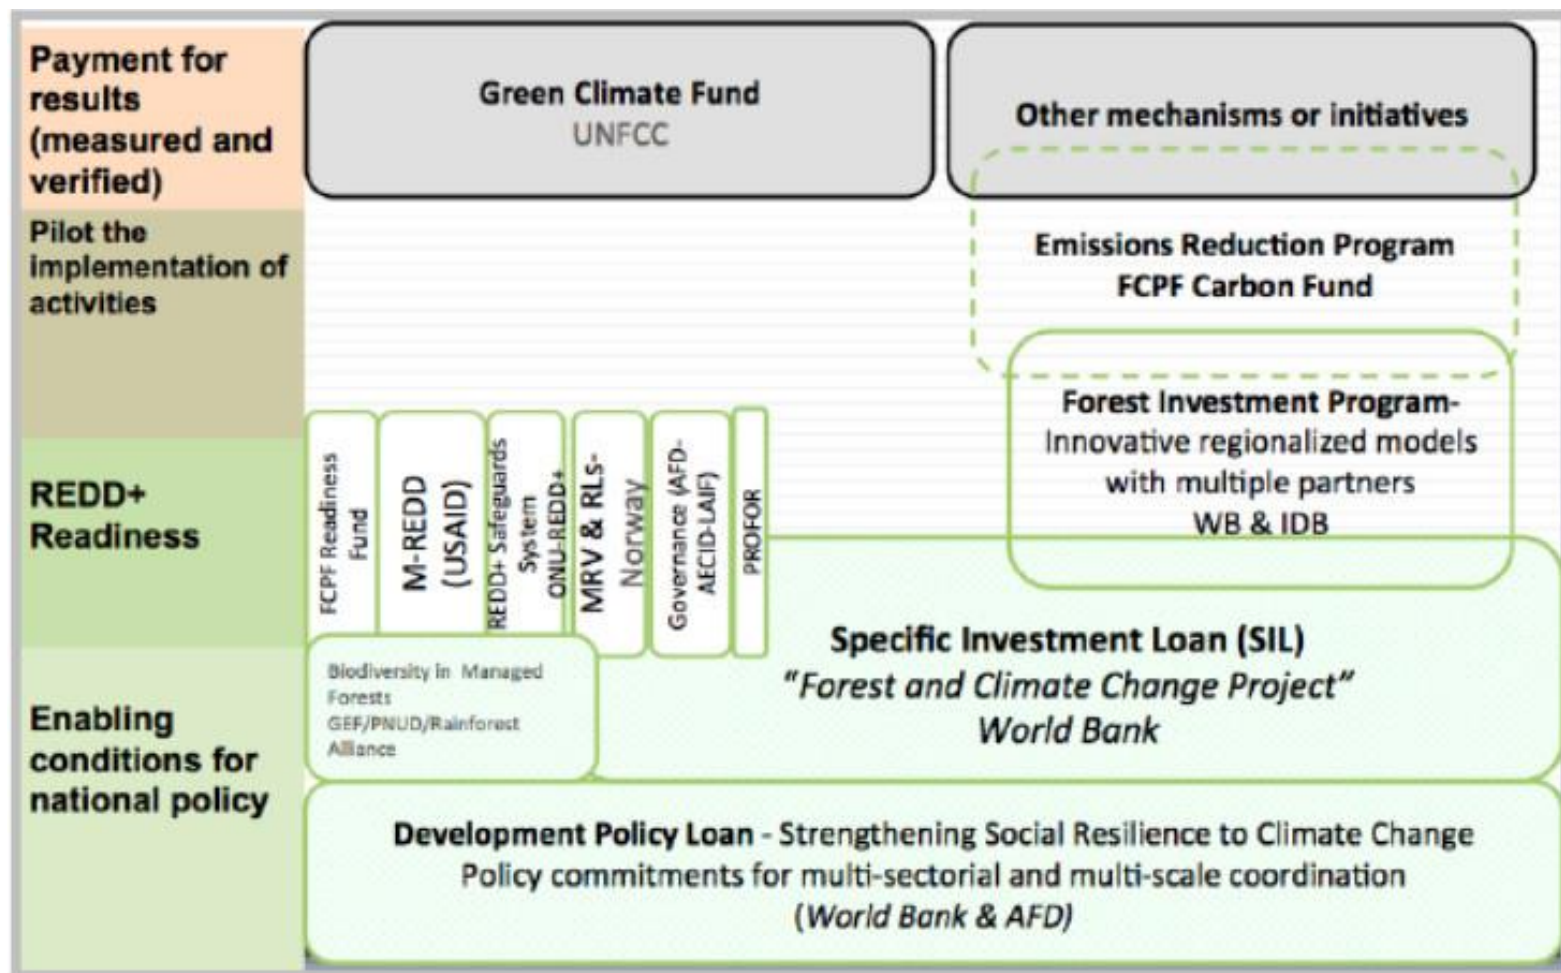 Payment for
results
(measured and
verified)
Green Climate Fund
UNFCC
Other mechanisms or initiatives
Pilot the
implementation of
activities
Emissions Reduction Program
FCPF Carbon Fund
Forest Investment Program-
Innovative regionalized models
with multiple partners
WB & IDB
REDD+
Readiness
FCPF Readiness
Fund
M-REDD
(USAID)
REDD+ Safeguards
System
ONU-REDD+
MRV & RLs-
Norway
Governance (AFD-
AECID-LAIF)
PROFOR
Specific Investment Loan (SIL)
“Forest and Climate Change Project”
World Bank
Enabling
conditions for
national policy
Biodiversity in Managed
Forests
GEF/PNUD/Rainforest
Alliance
Development Policy Loan - Strengthening Social Resilience to Climate Change
Policy commitments for multi-sectorial and multi-scale coordination
(World Bank & AFD)